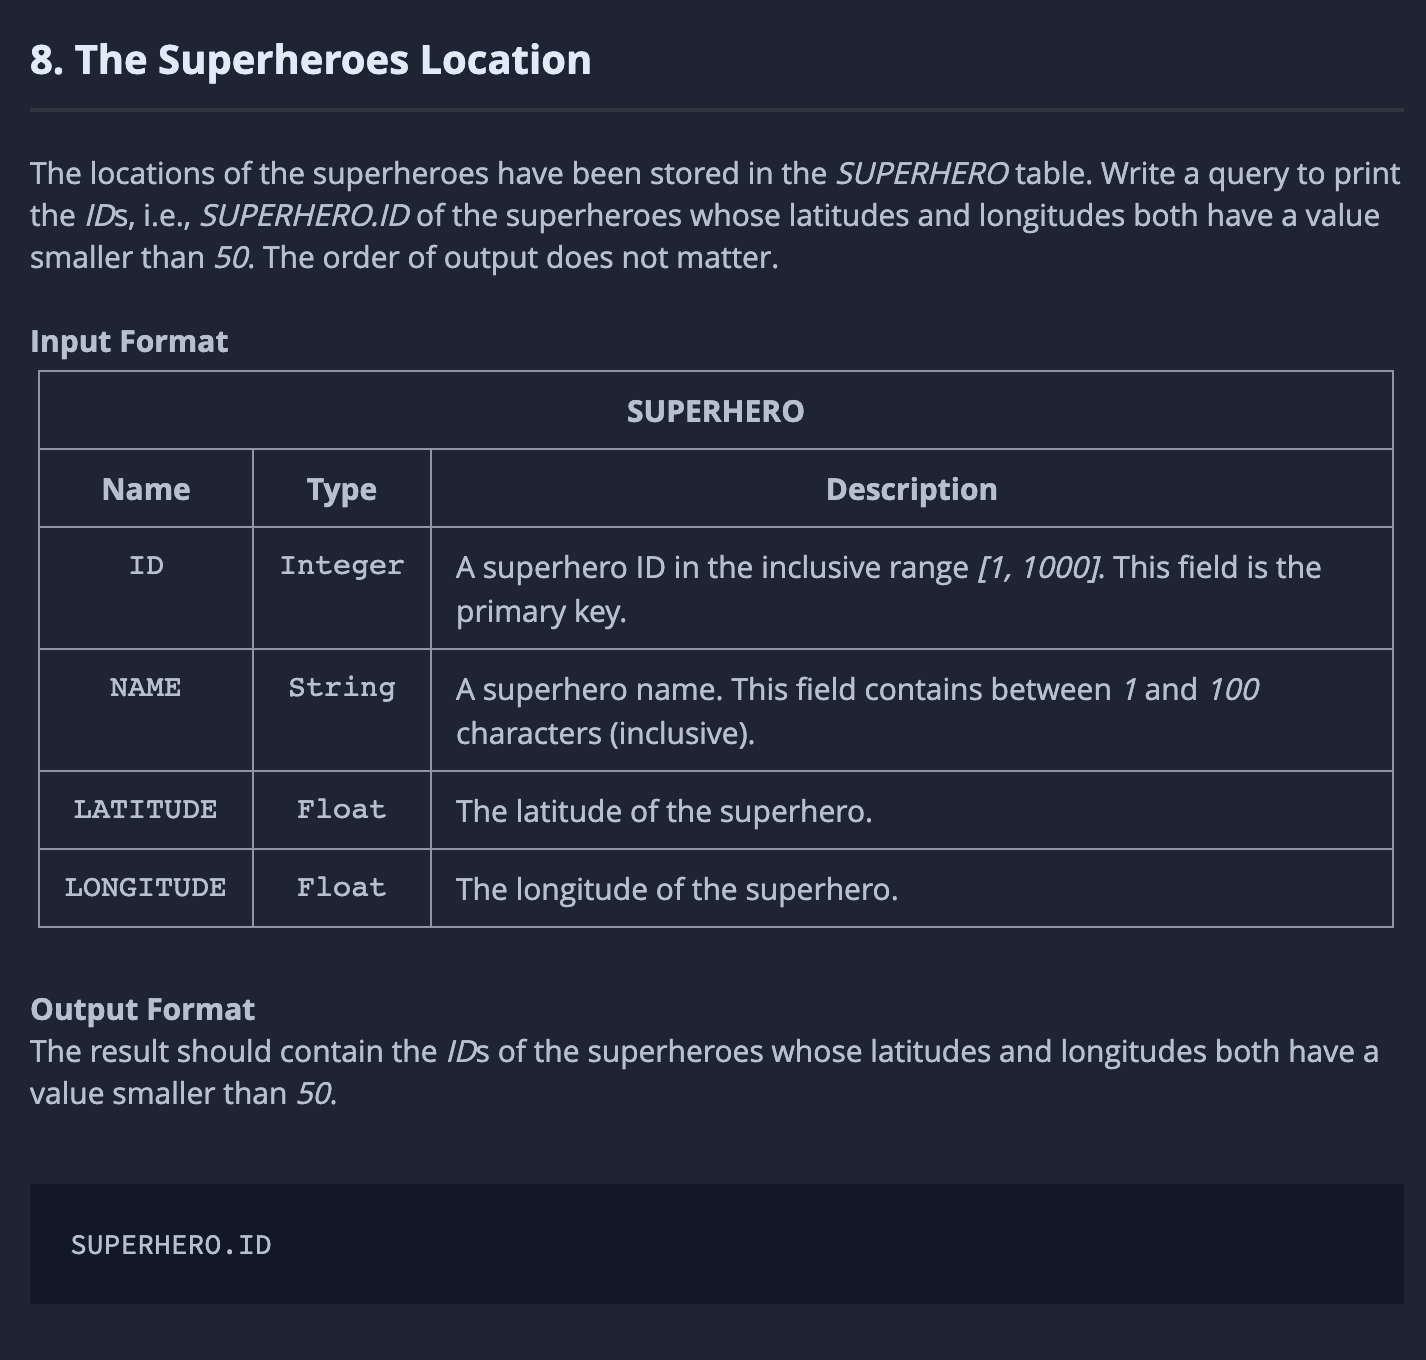 8. The Superheroes Location
The locations of the superheroes have been stored in the SUPERHERO table. Write a query to print
the IDs, i.e., SUPERHERO.ID of the superheroes whose latitudes and longitudes both have a value
smaller than 50. The order of output does not matter.
Input Format
SUPERHERO
Name Type Description
ID Integer A superhero ID in the inclusive range [1, 1000]. This field is the
primary key.
NAME String A superhero name. This field contains between 1 and 100
characters (inclusive).
LATITUDE Float The latitude of the superhero.
LONGITUDE Float The longitude of the superhero.
Output Format
The result should contain the IDs of the superheroes whose latitudes and longitudes both have a
value smaller than 50.
SUPERHERO.ID